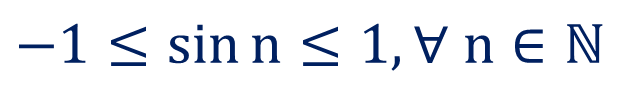 −1 ≤ sin n ≤ 1, ∀ n ∈ ℕ